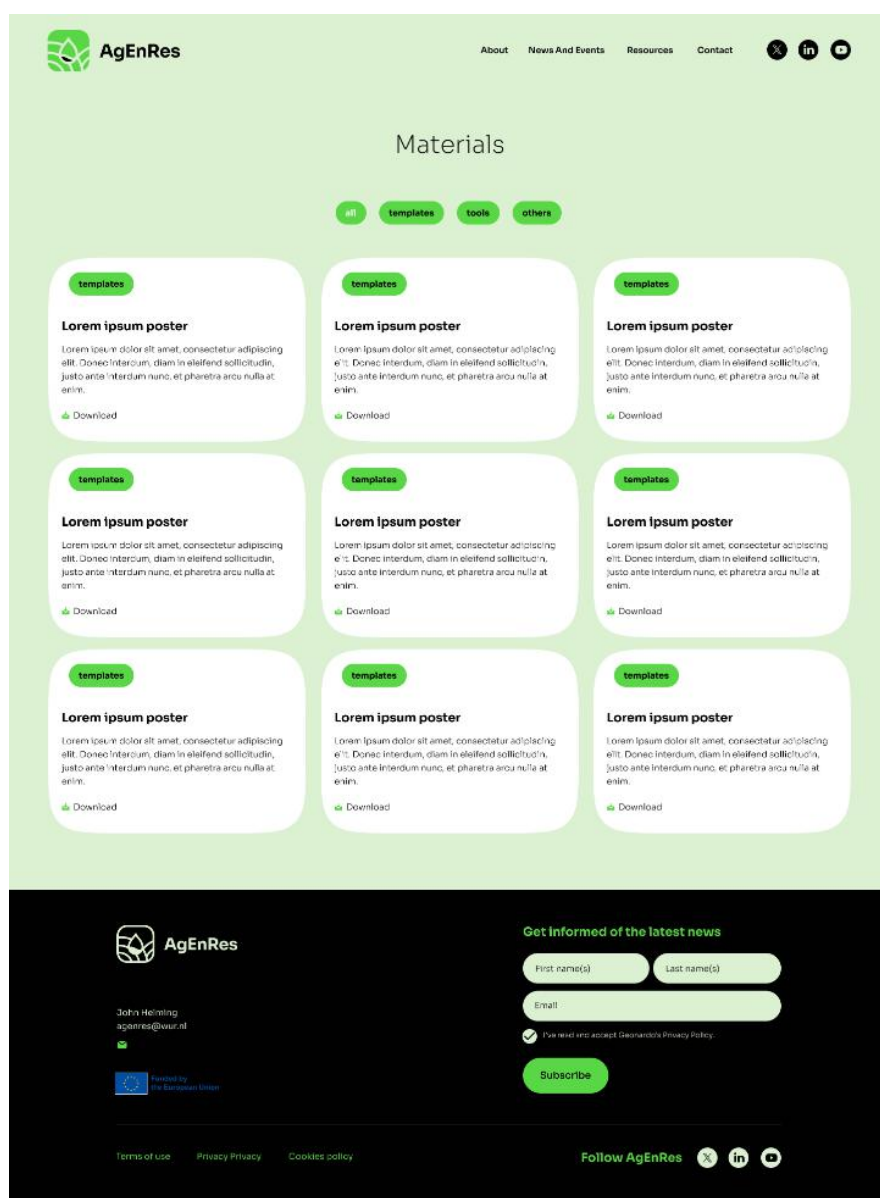 AgEnRes
About News And Events Resources Contact
Materials
all templates tools others
templates
Lorem ipsum poster
Lorem ipsum dolor sit amet, consectetur adipiscing
elit. Donec interdum, diam in eleifend sollicitudin,
justo ante interdum nunc, et pharetra arcu nulla at
enim.
Download
templates
Lorem ipsum poster
Lorem ipsum dolor sit amet, consectetur adipiscing
elit. Donec interdum, diam in eleifend sollicitudin,
justo ante interdum nunc, et pharetra arcu nulla at
enim.
Download
templates
Lorem ipsum poster
Lorem ipsum dolor sit amet, consectetur adipiscing
elit. Donec interdum, diam in eleifend sollicitudin,
justo ante interdum nunc, et pharetra arcu nulla at
enim.
Download
templates
Lorem ipsum poster
Lorem ipsum dolor sit amet, consectetur adipiscing
elit. Donec interdum, diam in eleifend sollicitudin,
justo ante interdum nunc, et pharetra arcu nulla at
enim.
Download
templates
Lorem ipsum poster
Lorem ipsum dolor sit amet, consectetur adipiscing
elit. Donec interdum, diam in eleifend sollicitudin,
justo ante interdum nunc, et pharetra arcu nulla at
enim.
Download
templates
Lorem ipsum poster
Lorem ipsum dolor sit amet, consectetur adipiscing
elit. Donec interdum, diam in eleifend sollicitudin,
justo ante interdum nunc, et pharetra arcu nulla at
enim.
Download
templates
Lorem ipsum poster
Lorem ipsum dolor sit amet, consectetur adipiscing
elit. Donec interdum, diam in eleifend sollicitudin,
justo ante interdum nunc, et pharetra arcu nulla at
enim.
Download
templates
Lorem ipsum poster
Lorem ipsum dolor sit amet, consectetur adipiscing
elit. Donec interdum, diam in eleifend sollicitudin,
justo ante interdum nunc, et pharetra arcu nulla at
enim.
Download
templates
Lorem ipsum poster
Lorem ipsum dolor sit amet, consectetur adipiscing
elit. Donec interdum, diam in eleifend sollicitudin,
justo ante interdum nunc, et pharetra arcu nulla at
enim.
Download
AgEnRes
John Helming
agenres@wur.nl
Funded by
the European Union
Get informed of the latest news
First name(s) Last name(s)
Email
I've read and accept Geonardo's Privacy Policy.
Subscribe
Terms of use Privacy Privacy Cookies policy
Follow AgEnRes